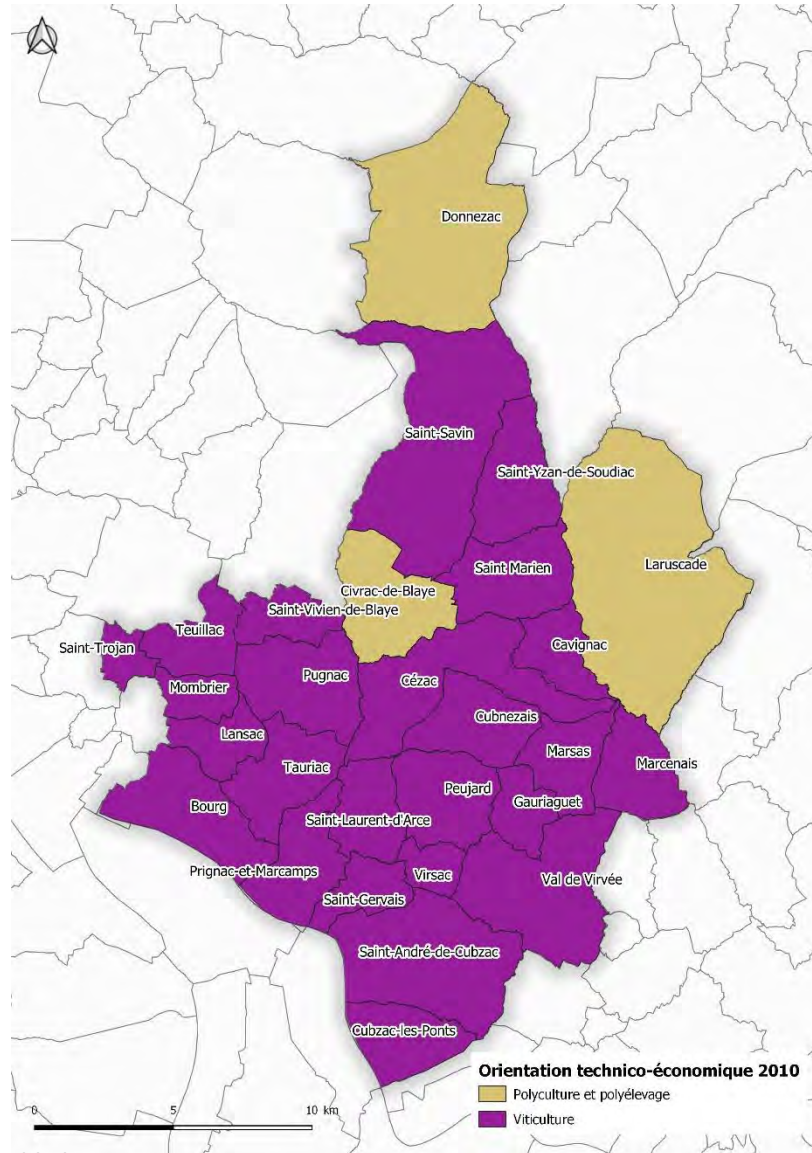 Donnezac
Saint-Savin
Saint-Yzan-de-Soudiac
Saint Marien
Laruscade
Civrac-de-Blaye
Saint-Vivien-de-Blaye
Teuillac
Saint-Trojan
Cavignac
Pugnac
Cézac
Mombrier
Cubnezais
Lansac
Marsas
Marcenais
Tauriac
Peujard
Gauriaguet
Bourg
Saint-Laurent-d'Arce
Prignac-et-Marcamps
Virsac
Val de Virvée
Saint-Gervais
Saint-André-de-Cubzac
Cubzac-les-Ponts
Orientation technico-économique 2010
Polyculture et polyélevage
Viticulture
0 5 10 km